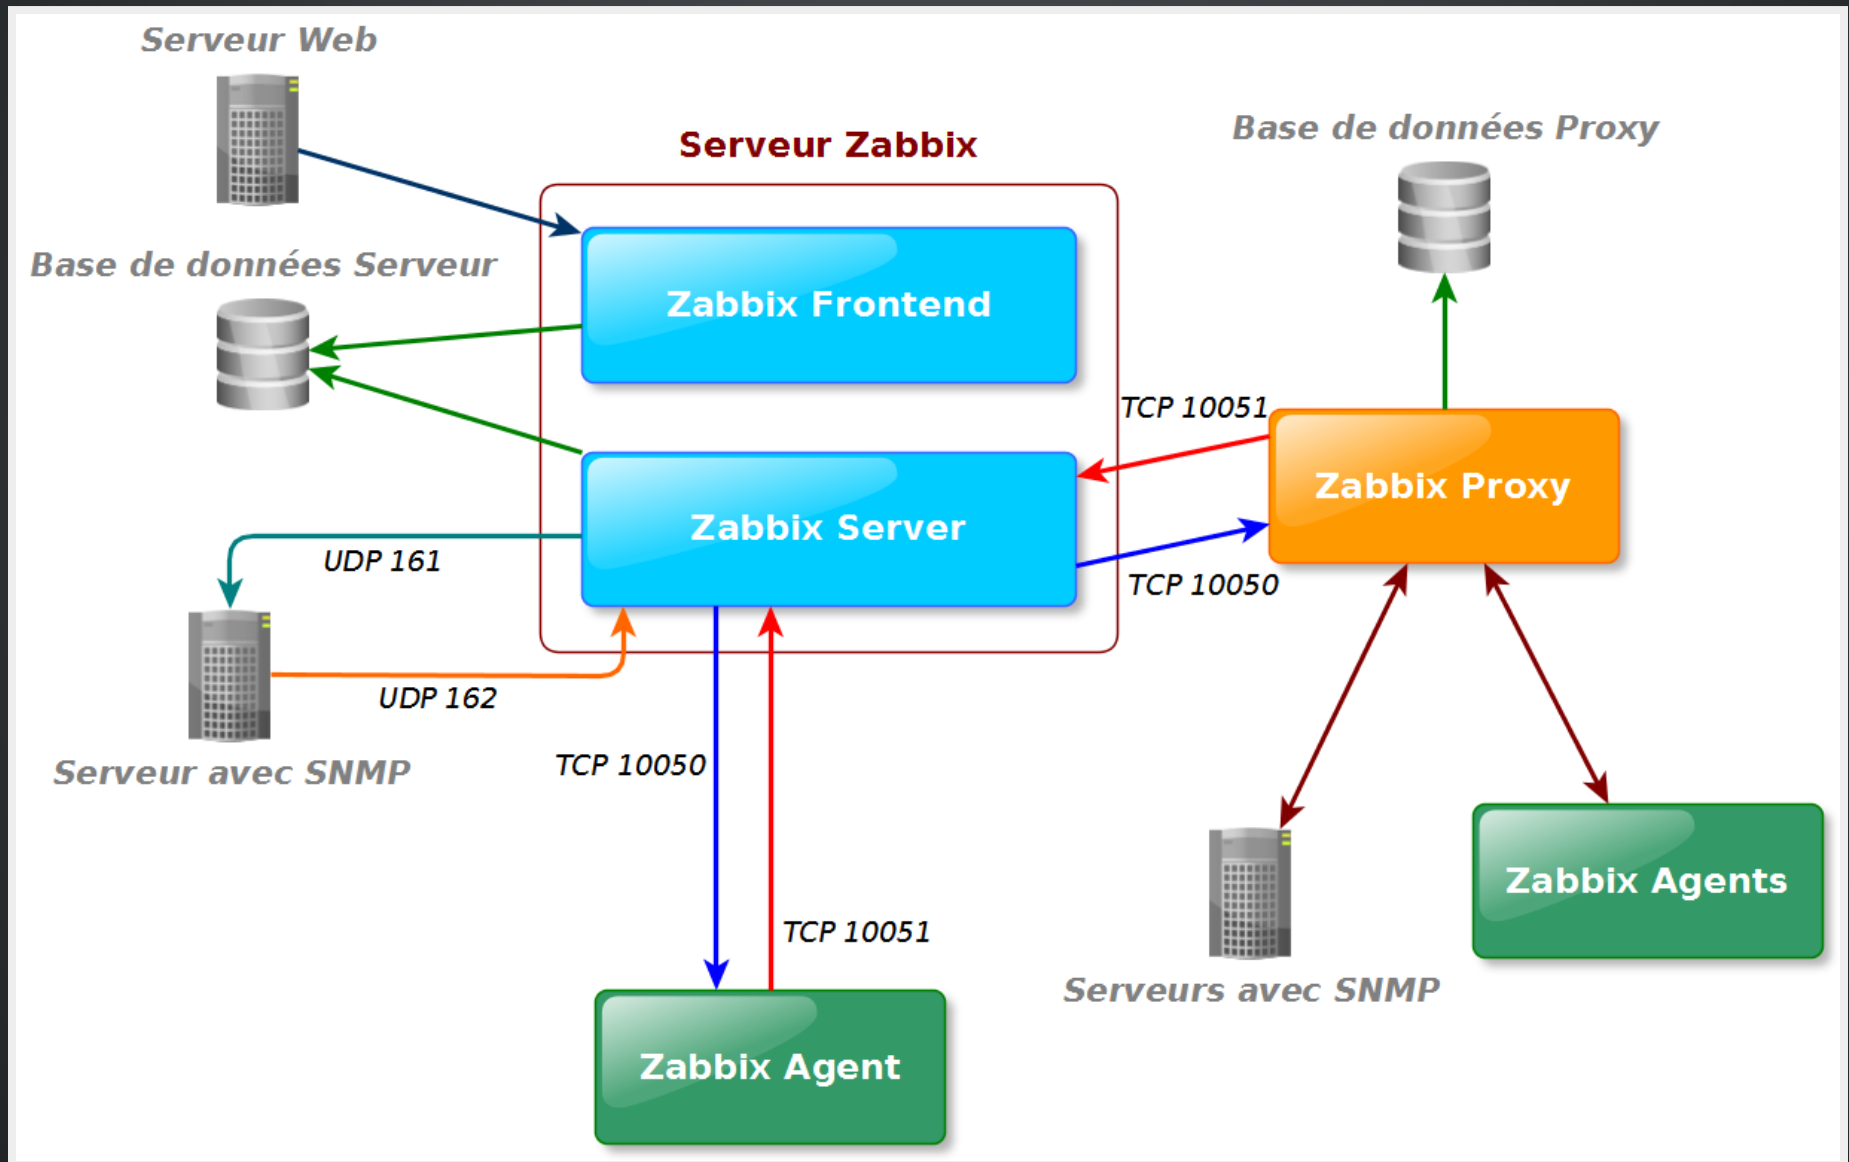 Serveur Web
Base de données Proxy
Serveur Zabbix
Base de données Serveur
Zabbix Frontend
TCP 10051
Zabbix Proxy
Zabbix Server
UDP 161
TCP 10050
UDP 162
Serveur avec SNMP
TCP 10050
Zabbix Agents
TCP 10051
Serveurs avec SNMP
Zabbix Agent